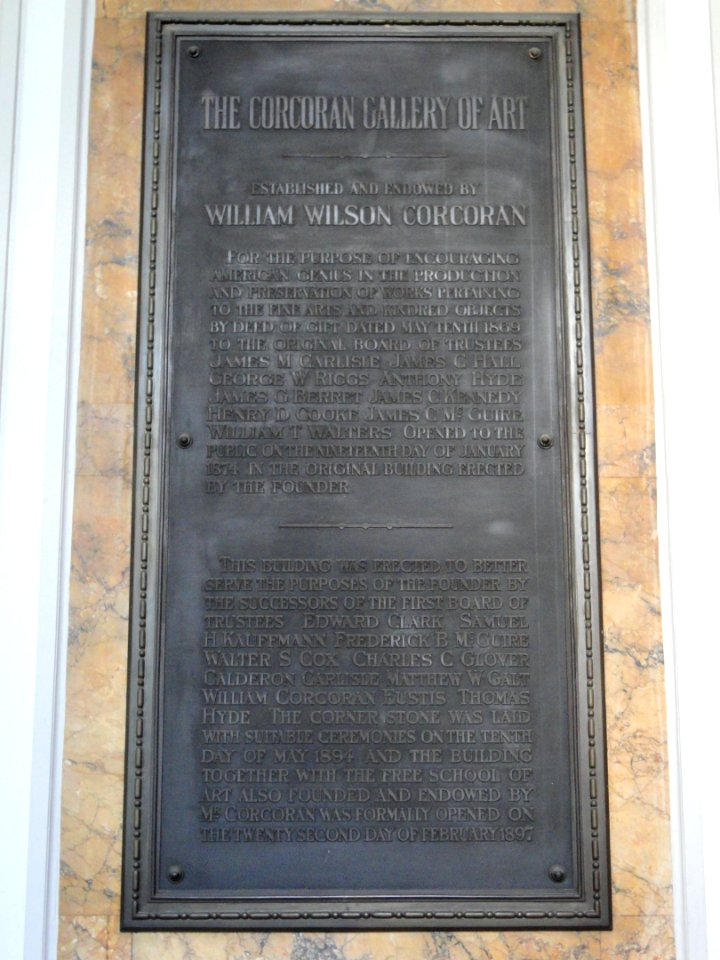 THE CORCORAN GALLERY OF ART
ESTABLISHED AND ENDOWED BY
WILLIAM WILSON CORCORAN
FOR THE PURPOSE OF ENCOURAGING
AMERICAN GENIUS IN THE PRODUCTION
AND PRESERVATION OF WORKS PERTAINING
TO THE FINE ARTS AND KINDRED OBJECTS
BY DEED OF GIFT DATED MAY TENTH 1869
TO THE ORIGINAL BOARD OF TRUSTEES
JAMES M CARLISLE JAMES C HALL
GEORGE W RIGGS ANTHONY HYDE
JAMES G BERRET JAMES C KENNEDY
HENRY D COOKE JAMES C McGUIRE
WILLIAM T WALTERS OPENED TO THE
PUBLIC ON THE NINETEENTH DAY OF JANUARY
1874 IN THE ORIGINAL BUILDING ERECTED
BY THE FOUNDER
THIS BUILDING WAS ERECTED TO BETTER
SERVE THE PURPOSES OF THE FOUNDER BY
THE SUCCESSORS OF THE FIRST BOARD OF
TRUSTEES EDWARD CLARK SAMUEL
H KAUFFMANN FREDERICK B McGUIRE
WALTER S COX CHARLES C GLOVER
CALDERON CARLISLE MATTHEW W GALT
WILLIAM CORCORAN EUSTIS THOMAS
HYDE THE CORNER STONE WAS LAID
WITH SUITABLE CEREMONIES ON THE TENTH
DAY OF MAY 1894 AND THE BUILDING
TOGETHER WITH THE FREE SCHOOL OF
ART ALSO FOUNDED AND ENDOWED BY
MR CORCORAN WAS FORMALLY OPENED ON
THE TWENTY SECOND DAY OF FEBRUARY 1897